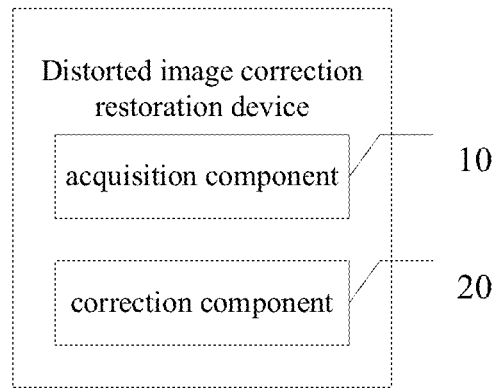 Distorted image correction
restoration device
acquisition component
10
correction component
20